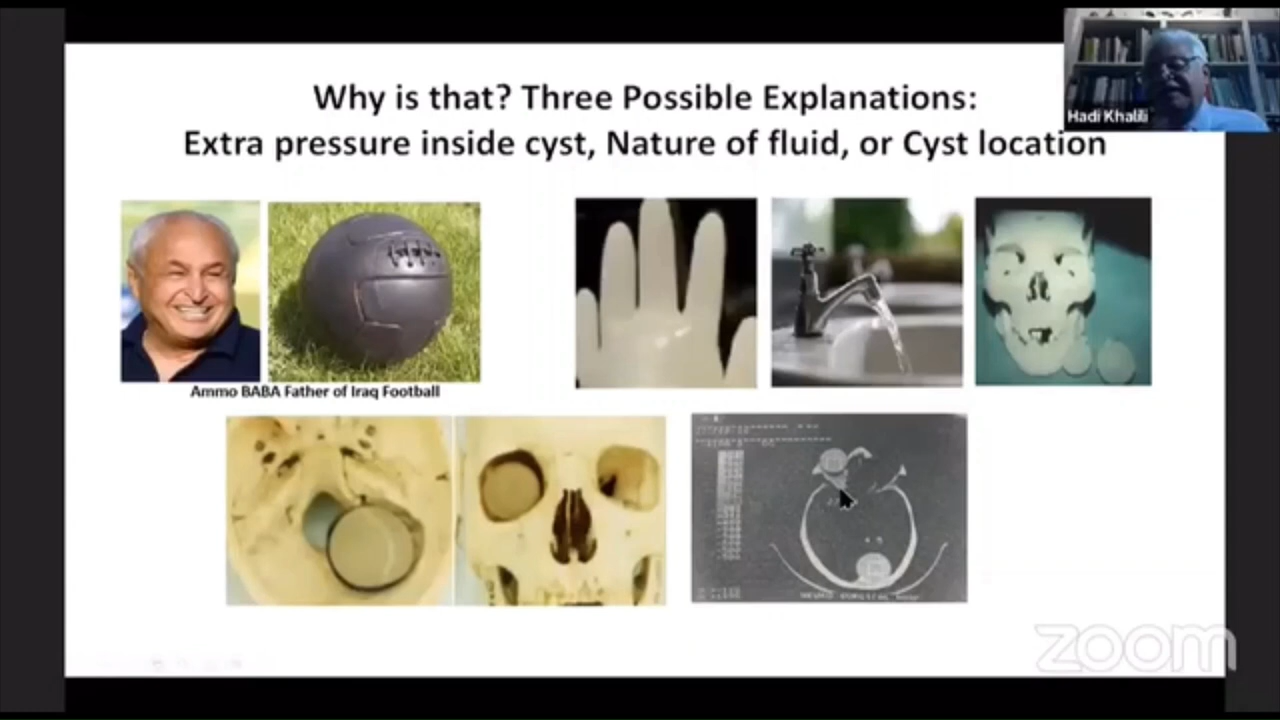 Why is that? Three Possible Explanations:
Extra pressure inside cyst, Nature of fluid, or Cyst location
Hadi Khalili
Ammo BABA Father of Iraq Football
zoom